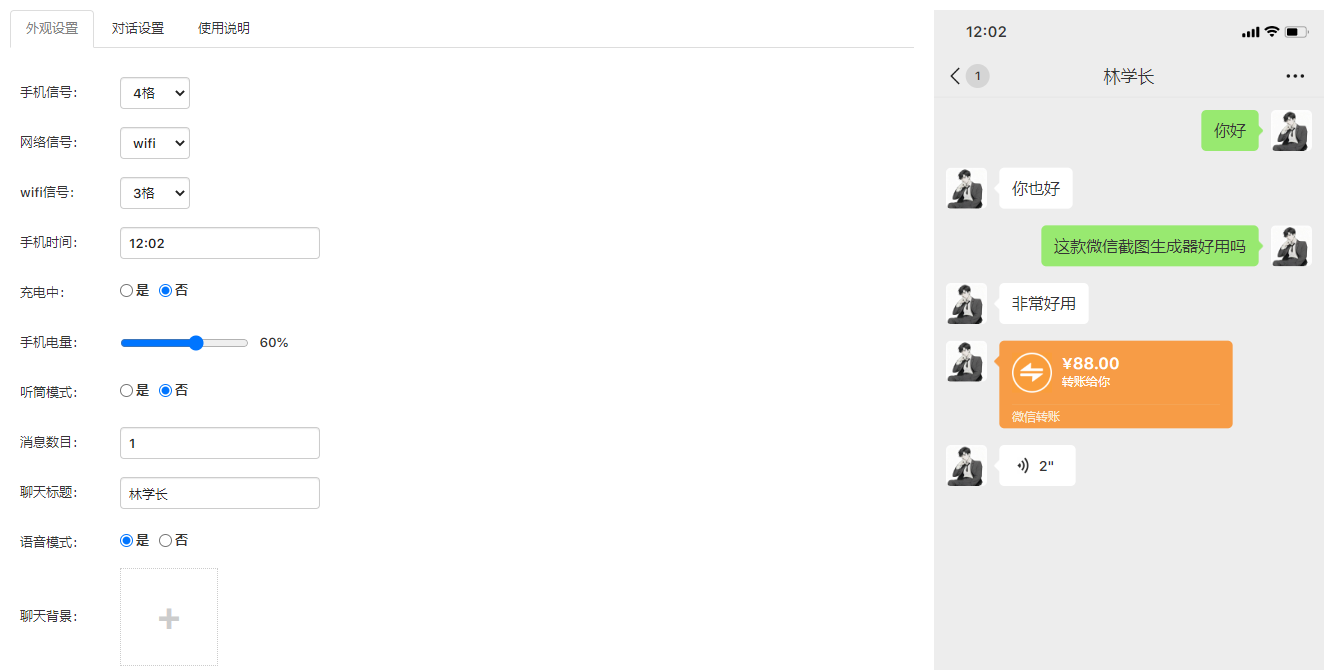 外观设置 对话设置 使用说明
手机信号: 4格
网络信号: wifi
wifi信号: 3格
手机时间: 12:02
充电中: 是 否
手机电量: 60%
听筒模式: 是 否
消息数目: 1
聊天标题: 林学长
语音模式: 是 否
聊天背景:
12:02
1 林学长
你好
你也好
这款微信截图生成器好用吗
非常好用
¥88.00
转账给你
微信转账
2"